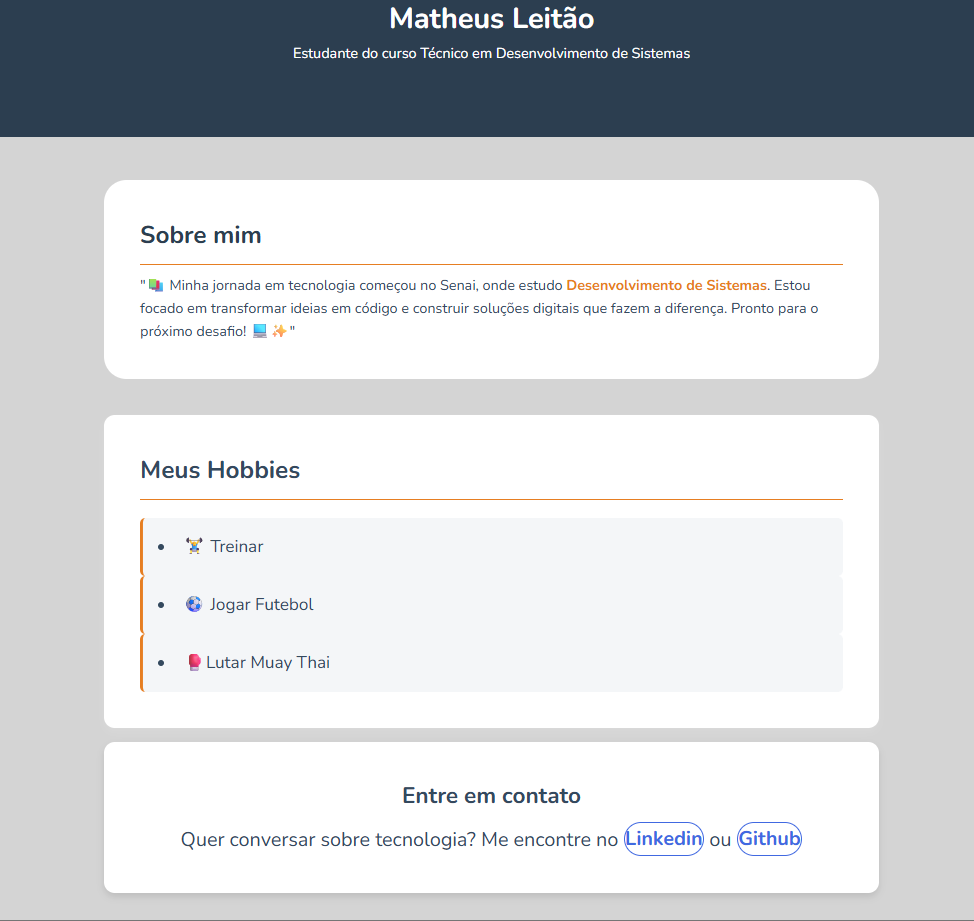 Matheus Leitão
Estudante do curso Técnico em Desenvolvimento de Sistemas
Sobre mim
"📚 Minha jornada em tecnologia começou no Senai, onde estudo Desenvolvimento de Sistemas. Estou
focado em transformar ideias em código e construir soluções digitais que fazem a diferença. Pronto para o
próximo desafio! 💻✨"
Meus Hobbies
• 🏋️ Treinar
• ⚽ Jogar Futebol
• 🥊Lutar Muay Thai
Entre em contato
Quer conversar sobre tecnologia? Me encontre no Linkedin ou Github